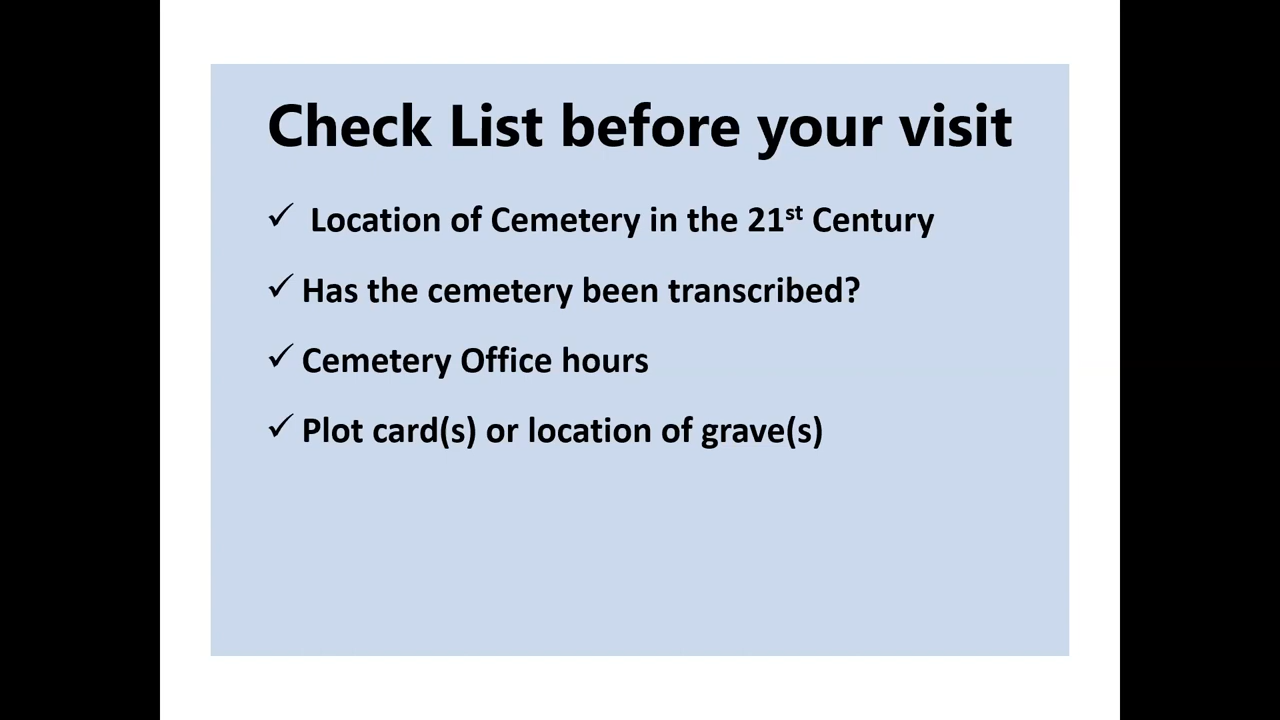 Check List before your visit
✓ Location of Cemetery in the 21st Century
✓ Has the cemetery been transcribed?
✓ Cemetery Office hours
✓ Plot card(s) or location of grave(s)